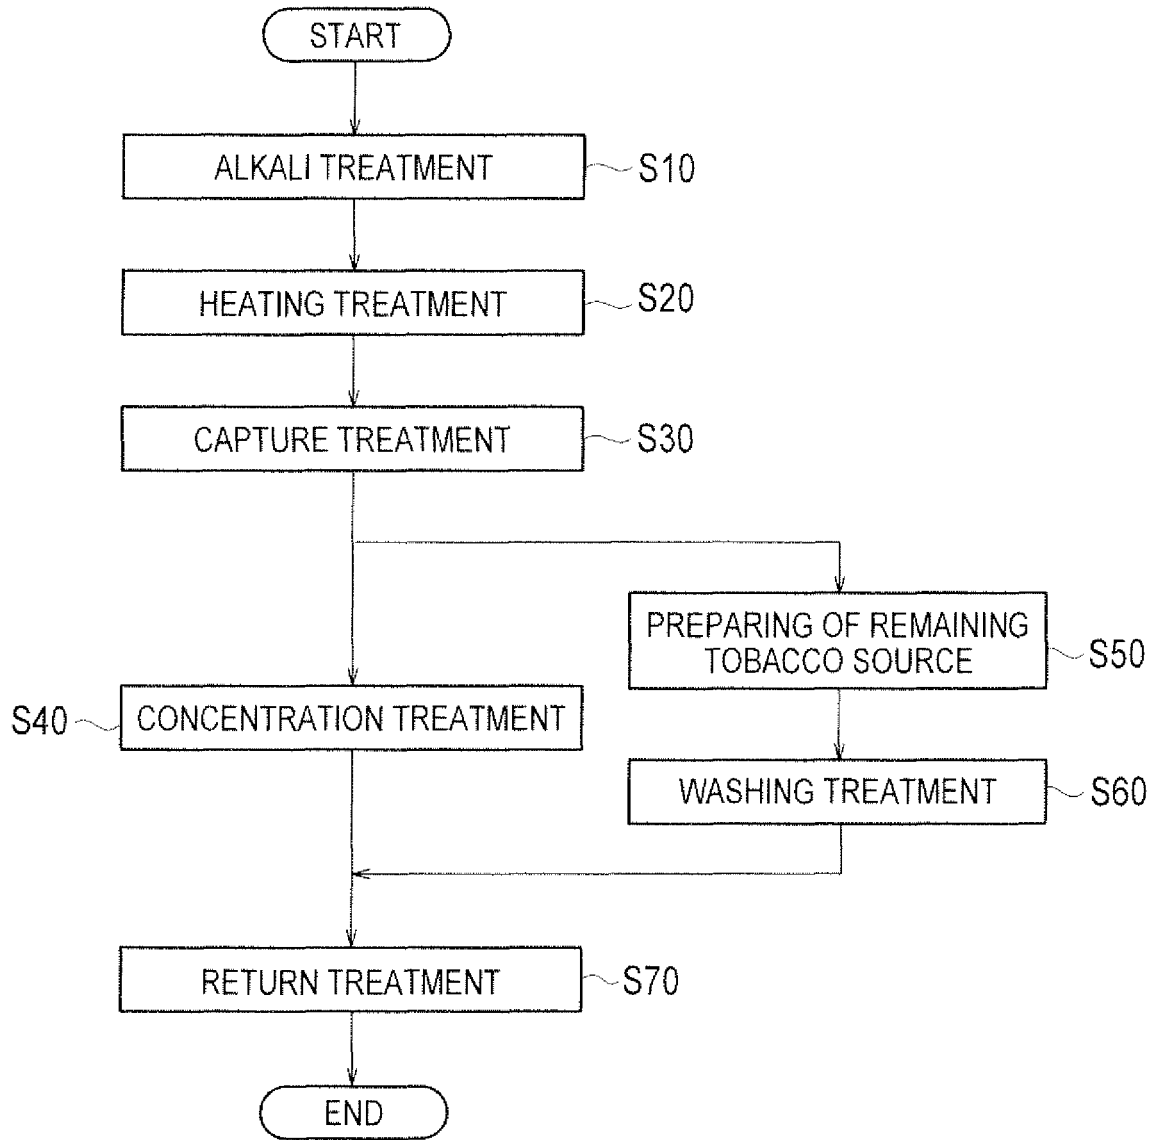 START
ALKALI TREATMENT
S10
HEATING TREATMENT
S20
CAPTURE TREATMENT
S30
PREPARING OF REMAINING
TOBACCO SOURCE
S50
S40
CONCENTRATION TREATMENT
WASHING TREATMENT
S60
RETURN TREATMENT
S70
END